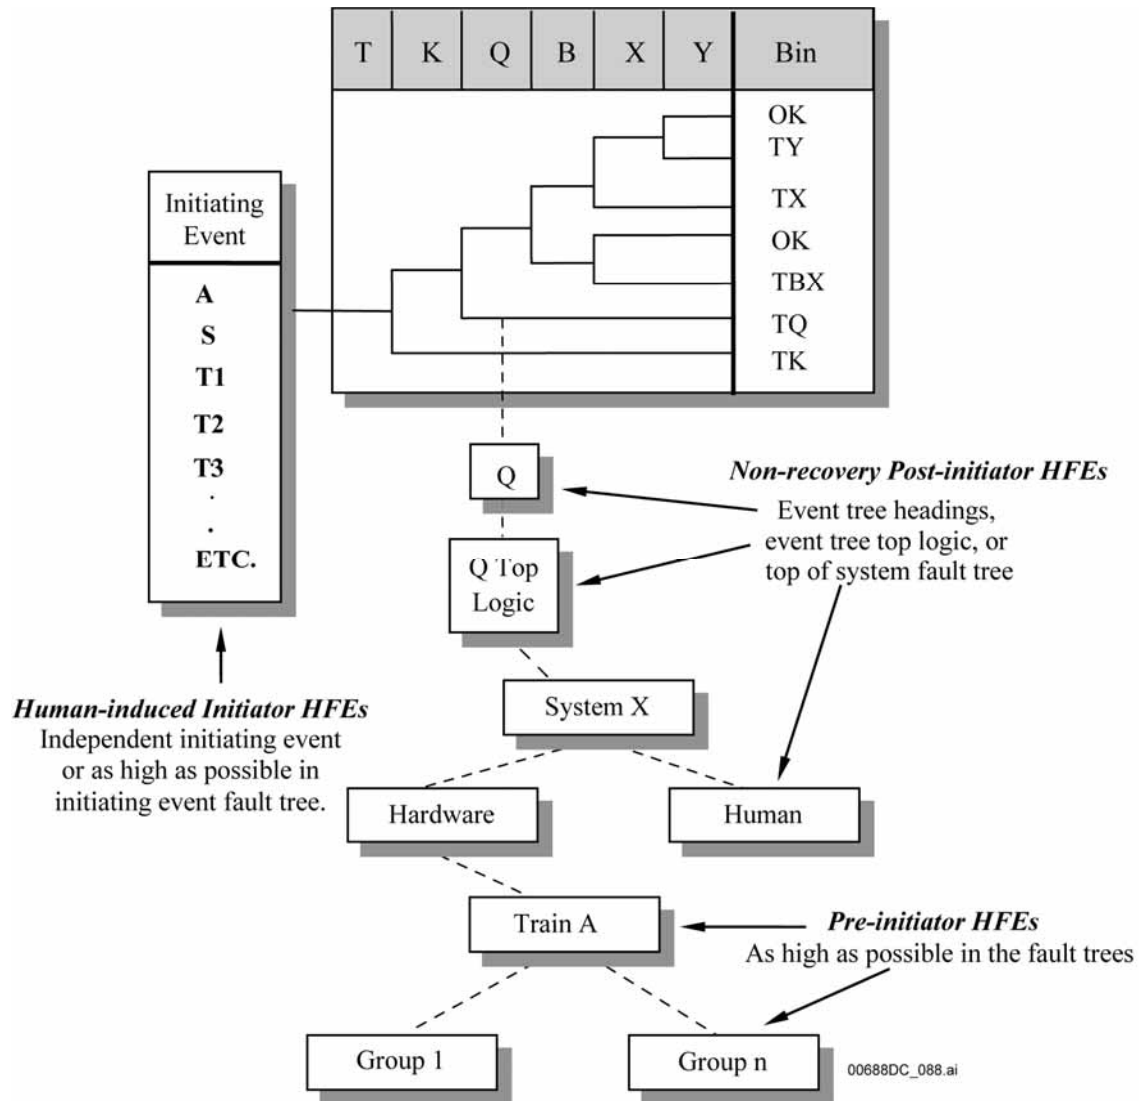 T K Q B X Y Bin
OK
TY
TX
OK
TBX
TQ
TK
Initiating
Event
A
S
T1
T2
T3
.
.
ETC.
Human-induced Initiator HFEs
Independent initiating event
or as high as possible in
initiating event fault tree.
Q
Q Top
Logic
Non-recovery Post-initiator HFEs
Event tree headings,
event tree top logic, or
top of system fault tree
System X
Hardware
Human
Train A
Pre-initiator HFEs
As high as possible in the fault trees
Group 1
Group n
00688DC_088.ai